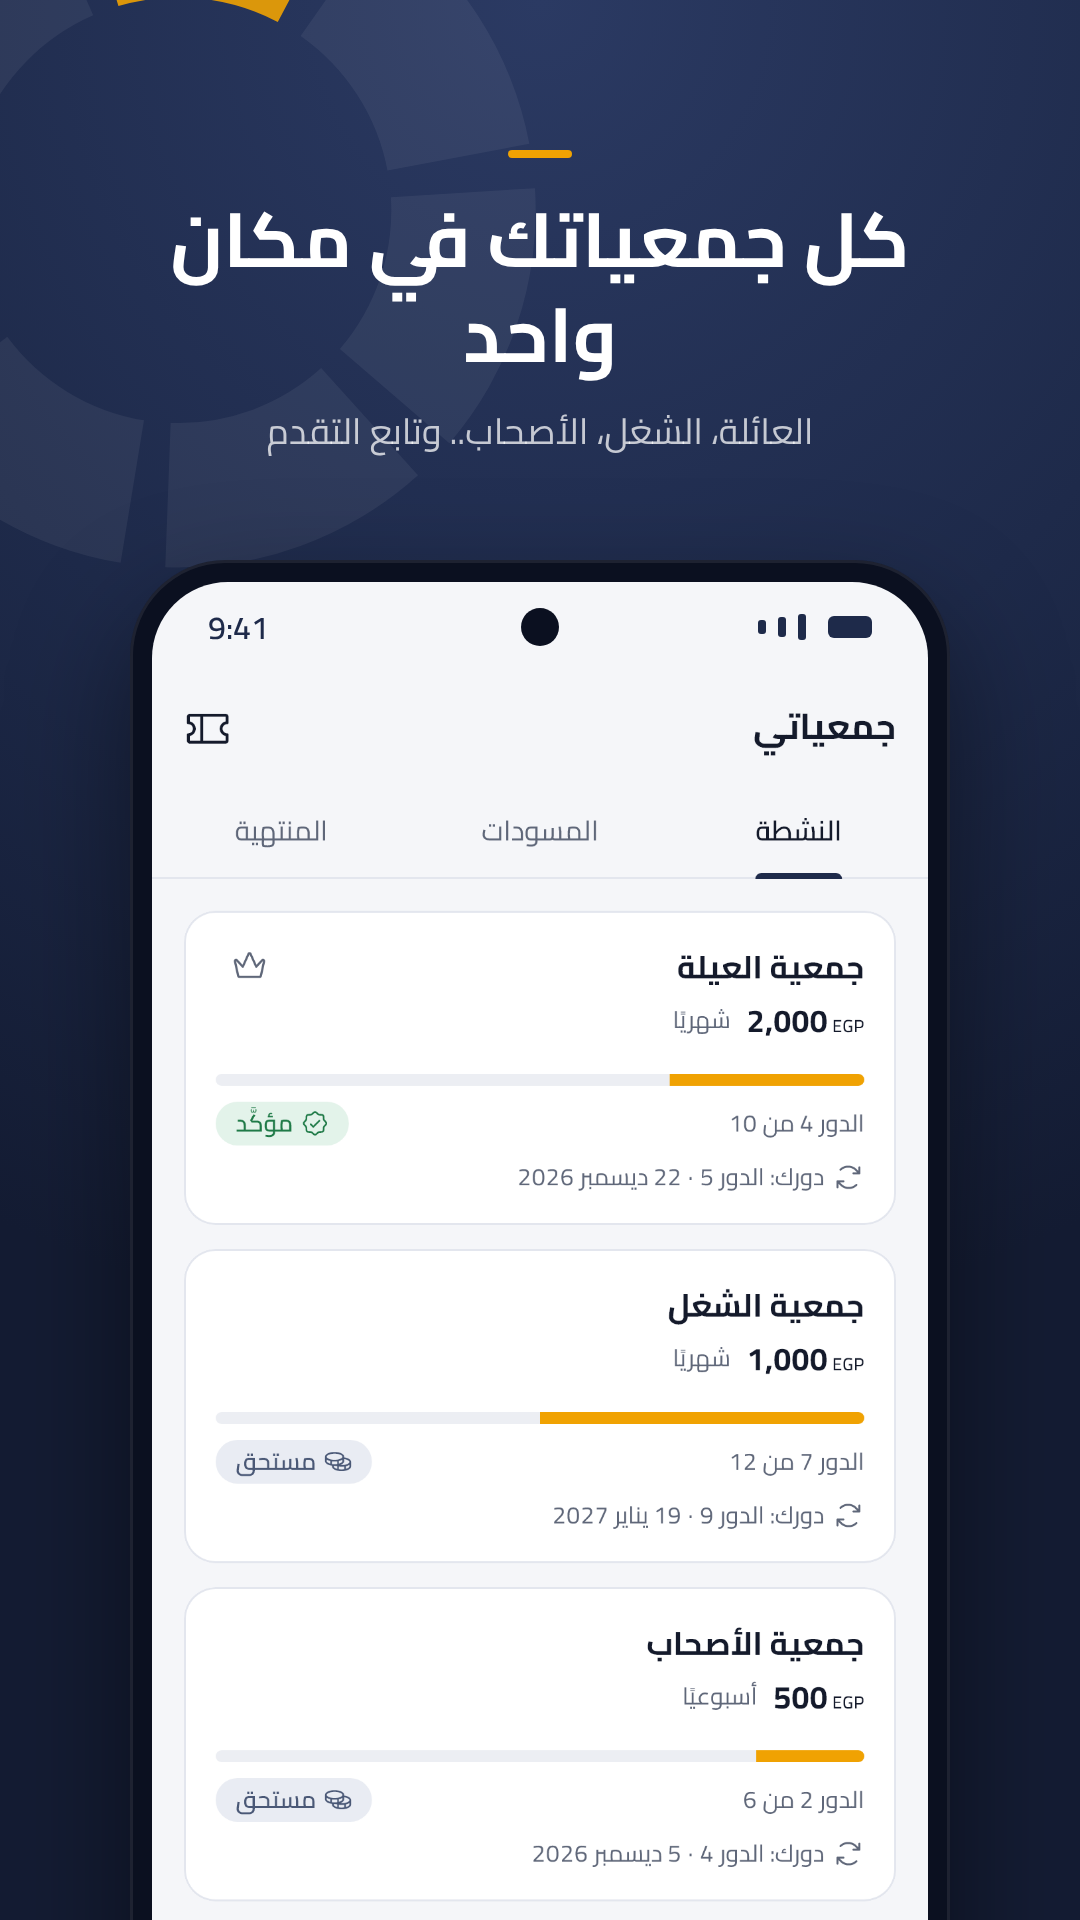 كل جمعياتك في مكان
واحد
العائلة، الشغل، الأصحاب.. وتابع التقدم
9:41
جمعياتي
النشطة
المسودات
المنتهية
جمعية العيلة
EGP 2,000 شهريًا
الدور 4 من 10
مؤكَّد
دورك: الدور 5 · 22 ديسمبر 2026
جمعية الشغل
EGP 1,000 شهريًا
الدور 7 من 12
مستحق
دورك: الدور 9 · 19 يناير 2027
جمعية الأصحاب
EGP 500 أسبوعيًا
الدور 2 من 6
مستحق
دورك: الدور 4 · 5 ديسمبر 2026